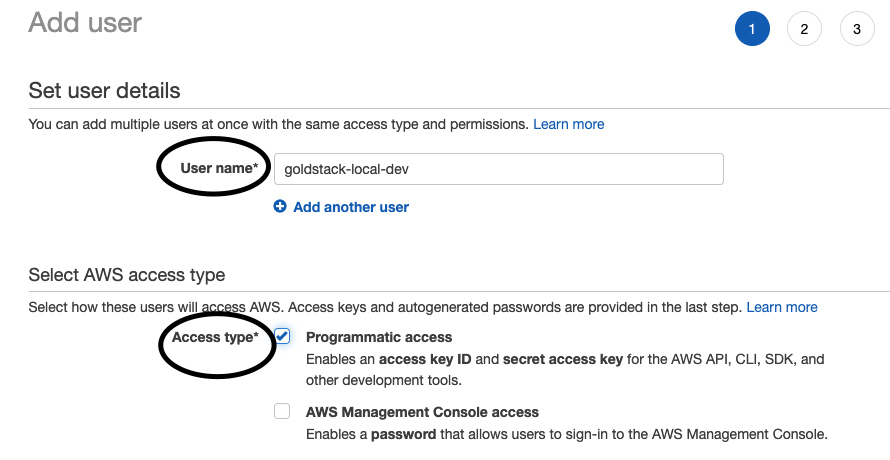 Add user
1 2 3
Set user details
You can add multiple users at once with the same access type and permissions. Learn more
User name* goldstack-local-dev
Add another user
Select AWS access type
Select how these users will access AWS. Access keys and autogenerated passwords are provided in the last step. Learn more
Access type* Programmatic access
Enables an access key ID and secret access key for the AWS API, CLI, SDK, and
other development tools.
AWS Management Console access
Enables a password that allows users to sign-in to the AWS Management Console.